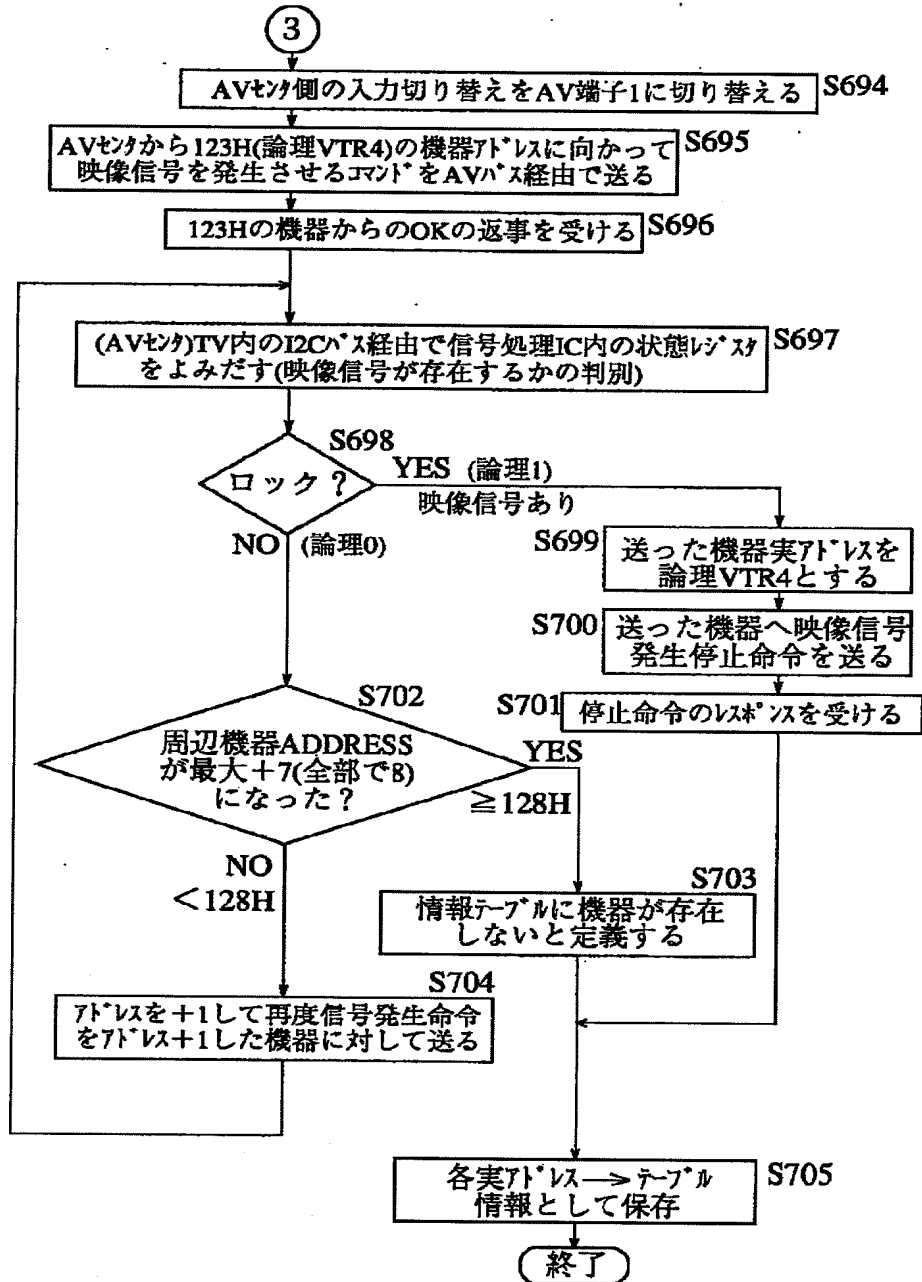 3
AVｾﾝﾀ側の入力切り替えをAV端子1に切り替える
S694
AVｾﾝﾀから123H(論理VTR4)の機器ｱﾄﾞﾚｽに向かって
映像信号を発生させるｺﾏﾝﾄﾞをAVﾊﾞｽ経由で送る
S695
123Hの機器からのOKの返事を受ける
S696
(AVｾﾝﾀ)TV内のI2Cﾊﾞｽ経由で信号処理IC内の状態ﾚｼﾞｽﾀ
をよみだす(映像信号が存在するかの判別)
S697
S698
ロック？
YES (論理1)
映像信号あり
NO (論理0)
S699
送った機器実ｱﾄﾞﾚｽを
論理VTR4とする
S700
送った機器へ映像信号
発生停止命令を送る
S701
停止命令のﾚｽﾎﾟﾝｽを受ける
S702
周辺機器ADDRESS
が最大＋7(全部で8)
になった？
YES
≧128H
NO
＜128H
S703
情報ﾃｰﾌﾞﾙに機器が存在
しないと定義する
S704
ｱﾄﾞﾚｽを＋1して再度信号発生命令
をｱﾄﾞﾚｽ＋1した機器に対して送る
各実ｱﾄﾞﾚｽ→ﾃｰﾌﾞﾙ
情報として保存
S705
終了